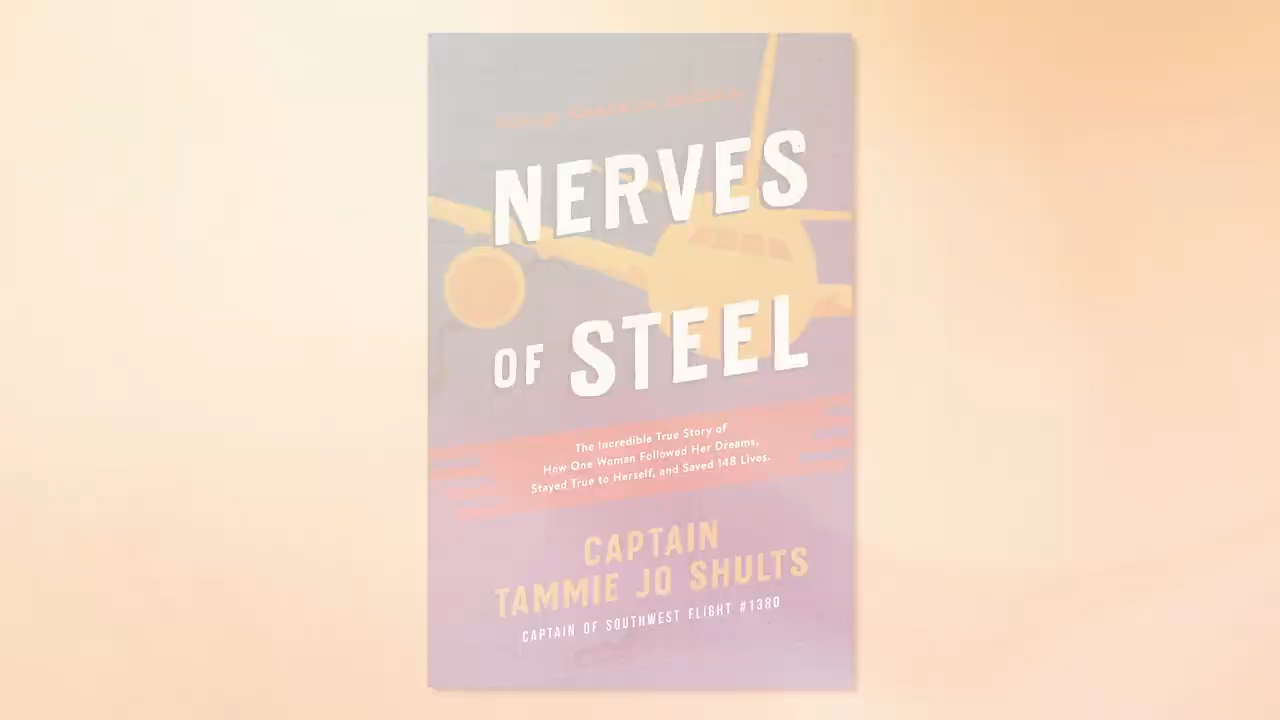 NERVES
OF STEEL
The Incredible True Story of
How One Woman Followed Her Dreams,
Stayed True to Herself, and Saved 148 Lives.
CAPTAIN
TAMMIE JO SHULTS
CAPTAIN OF SOUTHWEST FLIGHT #1380